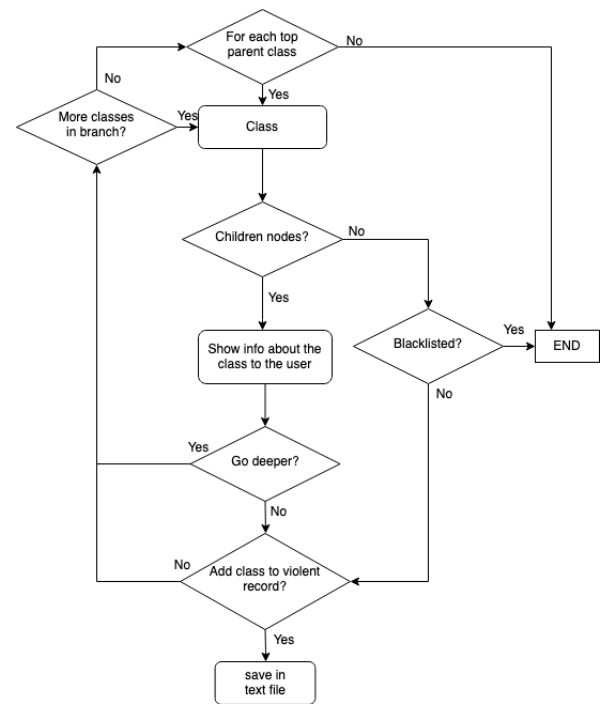 For each top
parent class
No
No
Yes
More classes
in branch?
Yes
Class
Children nodes?
No
Yes
Show info about the
class to the user
Blacklisted?
Yes
END
No
Yes
Go deeper?
No
No
Add class to violent
record?
Yes
save in
text file